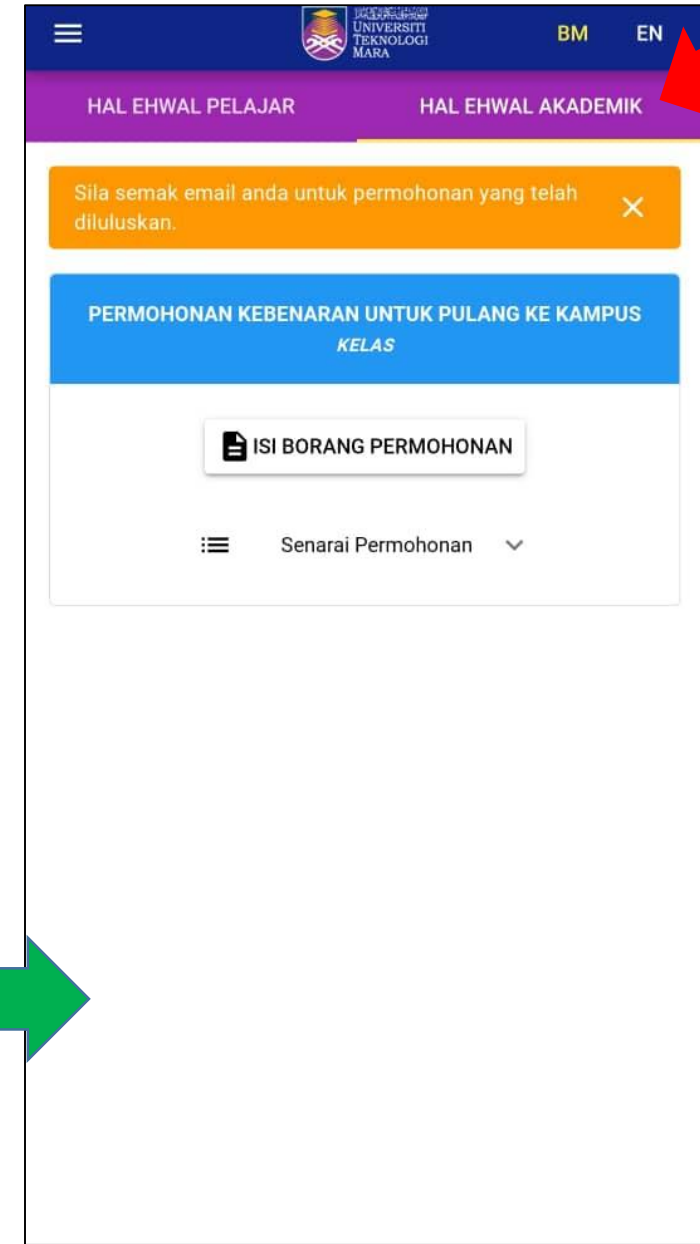 UNIVERSITI
TEKNOLOGI
MARA
BM EN
HAL EHWAL PELAJAR HAL EHWAL AKADEMIK
Sila semak email anda untuk permohonan yang telah
diluluskan.
PERMOHONAN KEBENARAN UNTUK PULANG KE KAMPUS
KELAS
ISI BORANG PERMOHONAN
Senarai Permohonan